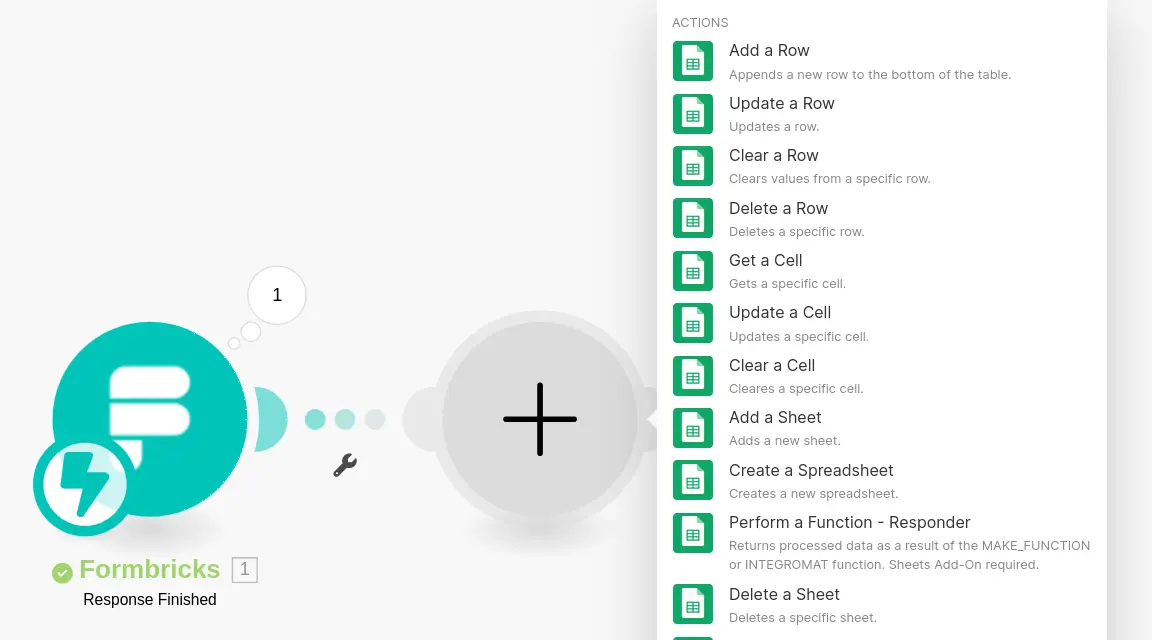 ACTIONS
Add a Row
Appends a new row to the bottom of the table.
Update a Row
Updates a row.
Clear a Row
Clears values from a specific row.
Delete a Row
Deletes a specific row.
Get a Cell
Gets a specific cell.
Update a Cell
Updates a specific cell.
Clear a Cell
Cleares a specific cell.
Add a Sheet
Adds a new sheet.
Create a Spreadsheet
Creates a new spreadsheet.
Perform a Function - Responder
Returns processed data as a result of the MAKE_FUNCTION
or INTEGROMAT function. Sheets Add-On required.
Delete a Sheet
Deletes a specific sheet.
1
Formbricks 1
Response Finished